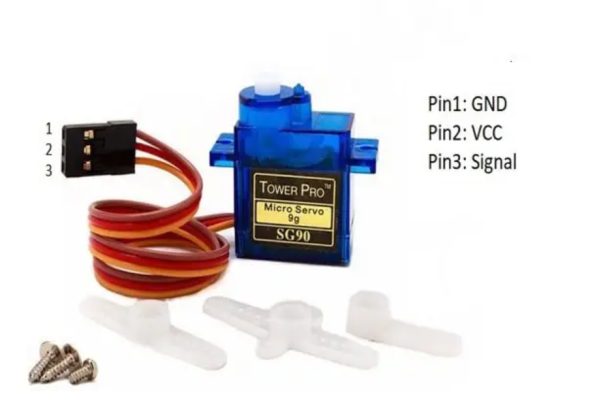 1
2
3
TOWER PRO™
Micro Servo
9g
SG90
Pin1: GND
Pin2: VCC
Pin3: Signal